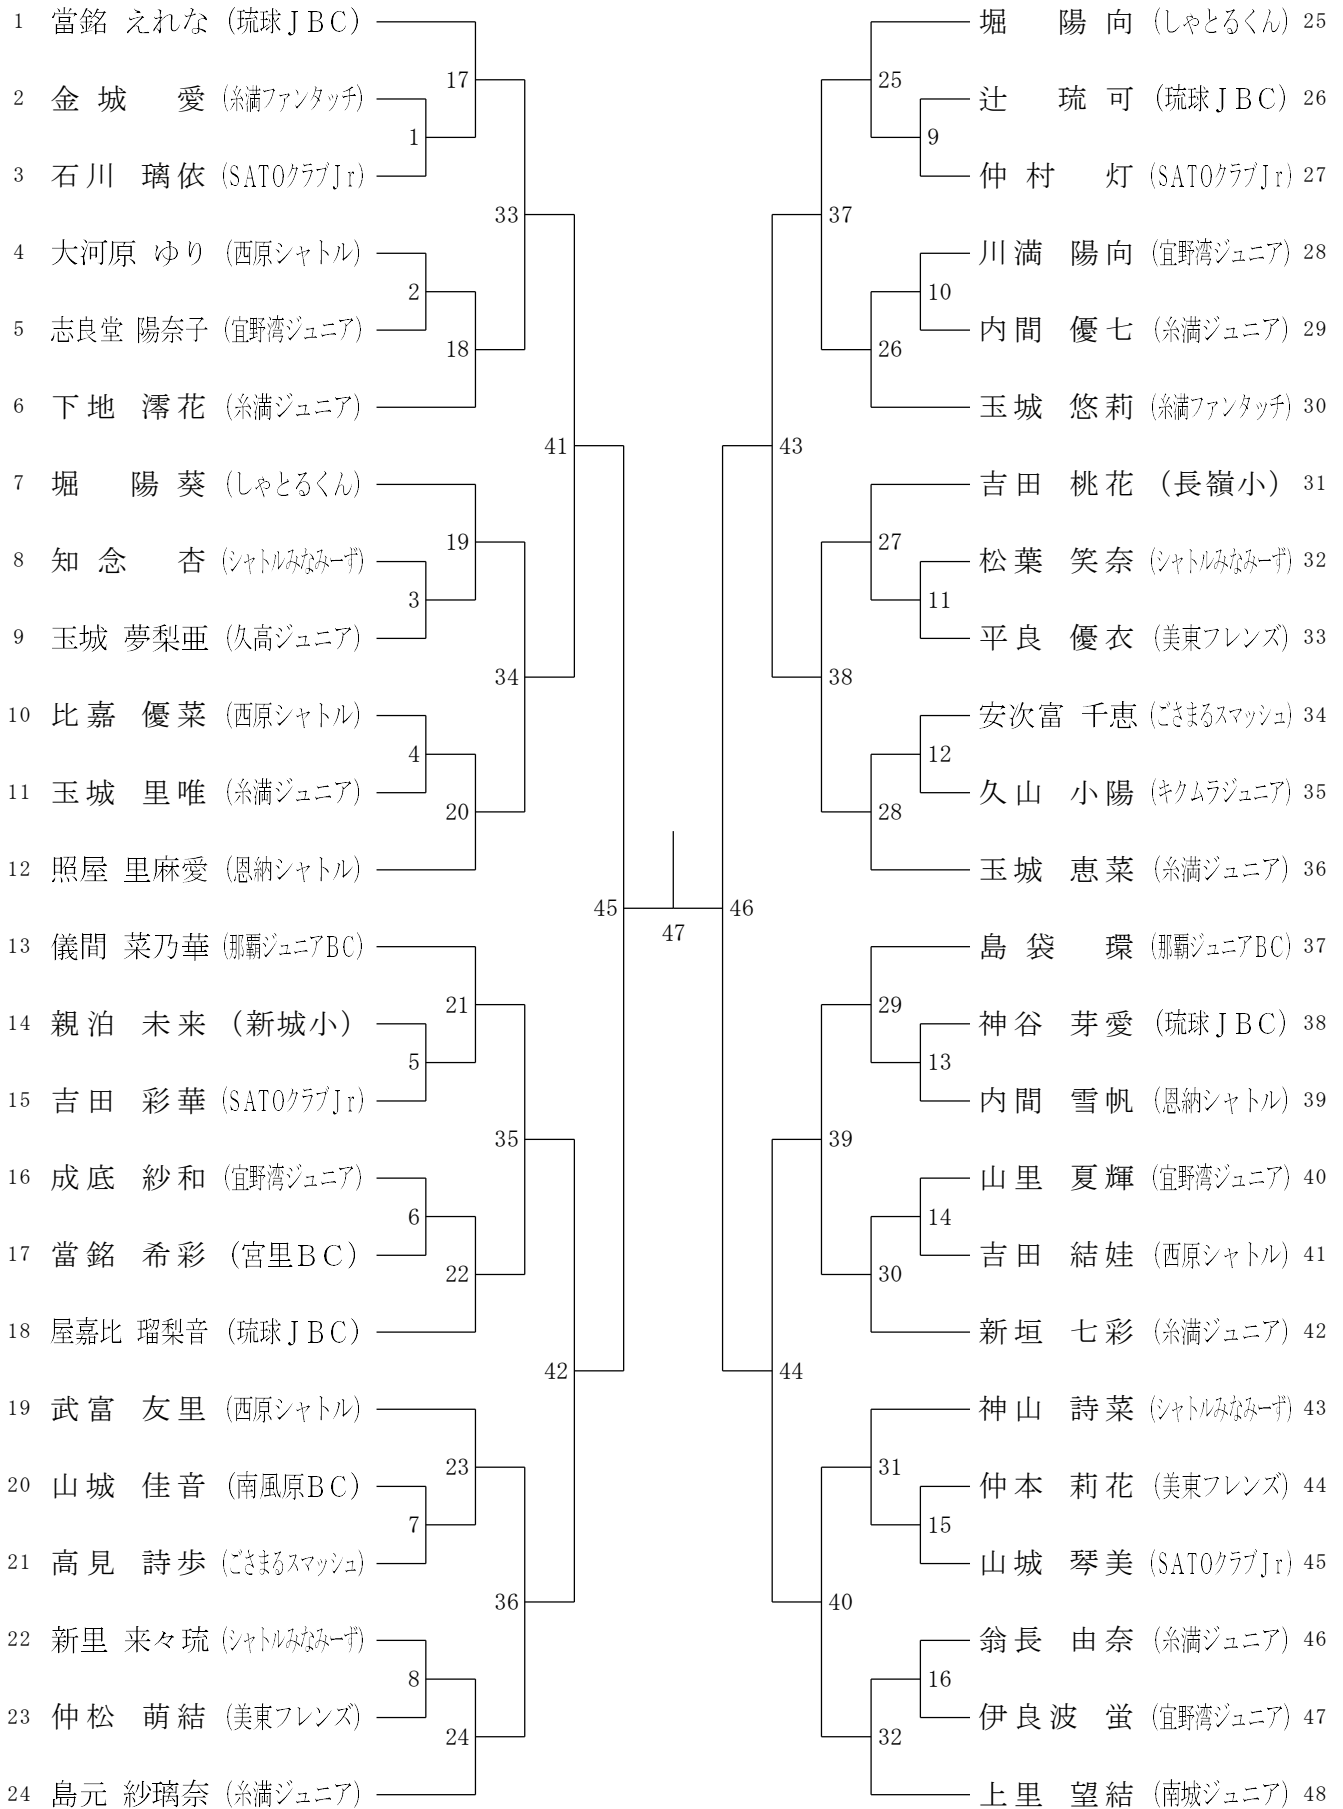 1 當銘 えれな (琉球JBC)
2 金城 愛 (糸満ファンタッチ)
3 石川 璃依 (SATOクラブJr)
4 大河原 ゆり (西原シャトル)
5 志良堂 陽奈子 (宜野湾ジュニア)
6 下地 澪花 (糸満ジュニア)
7 堀 陽葵 (しゃとるくん)
8 知念 杏 (シャトルみなみーず)
9 玉城 夢梨亜 (久高ジュニア)
10 比嘉 優菜 (西原シャトル)
11 玉城 里唯 (糸満ジュニア)
12 照屋 里麻愛 (恩納シャトル)
13 儀間 菜乃華 (那覇ジュニアBC)
14 親泊 未来 (新城小)
15 吉田 彩華 (SATOクラブJr)
16 成底 紗和 (宜野湾ジュニア)
17 當銘 希彩 (宮里BC)
18 屋嘉比 瑠梨音 (琉球JBC)
19 武富 友里 (西原シャトル)
20 山城 佳音 (南風原BC)
21 高見 詩歩 (ごさまるスマッシュ)
22 新里 来々琉 (シャトルみなみーず)
23 仲松 萌結 (美東フレンズ)
24 島元 紗璃奈 (糸満ジュニア)
17
1
33
2
18
41
19
3
34
4
20
45
21
5
35
6
22
42
23
7
36
8
24
47
46
25
9
37
10
26
43
27
11
38
12
28
29
13
39
14
30
44
31
15
40
16
32
堀 陽向 (しゃとるくん) 25
辻 琉可 (琉球JBC) 26
仲村 灯 (SATOクラブJr) 27
川満 陽向 (宜野湾ジュニア) 28
内間 優七 (糸満ジュニア) 29
玉城 悠莉 (糸満ファンタッチ) 30
吉田 桃花 (長嶺小) 31
松葉 笑奈 (シャトルみなみーず) 32
平良 優衣 (美東フレンズ) 33
安次富 千恵 (ごさまるスマッシュ) 34
久山 小陽 (キクムラジュニア) 35
玉城 恵菜 (糸満ジュニア) 36
島袋 環 (那覇ジュニアBC) 37
神谷 芽愛 (琉球JBC) 38
内間 雪帆 (恩納シャトル) 39
山里 夏輝 (宜野湾ジュニア) 40
吉田 結娃 (西原シャトル) 41
新垣 七彩 (糸満ジュニア) 42
神山 詩菜 (シャトルみなみーず) 43
仲本 莉花 (美東フレンズ) 44
山城 琴美 (SATOクラブJr) 45
翁長 由奈 (糸満ジュニア) 46
伊良波 蛍 (宜野湾ジュニア) 47
上里 望結 (南城ジュニア) 48